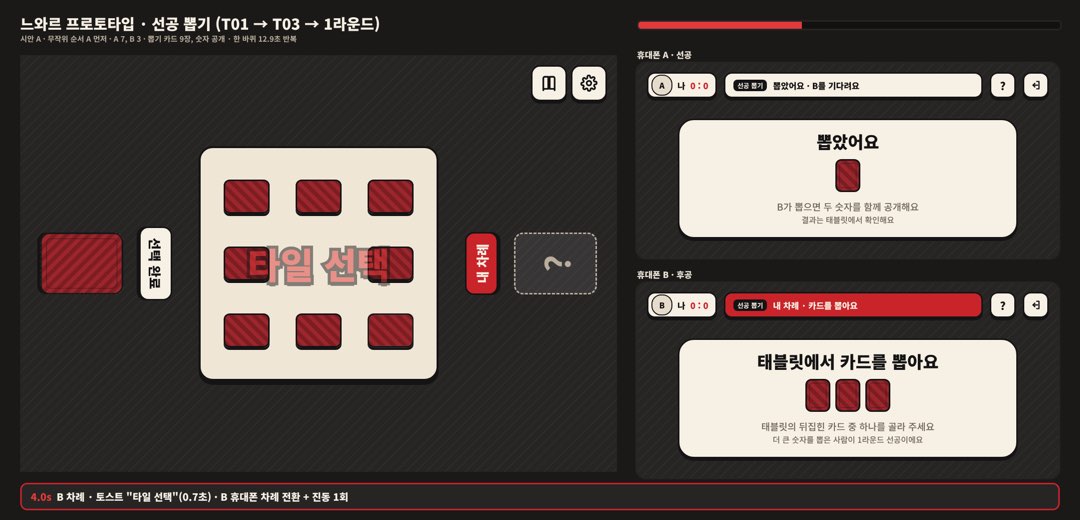 느와르 프로토타입 · 선공 뽑기 (T01 → T03 → 1라운드)
시안 A · 무작위 순서 A 먼저 · A 7, B 3 · 뽑기 카드 9장, 숫자 공개 · 한 바퀴 12.9초 반복
선택 완료
타일 선택
내 차례
?
휴대폰 A · 선공
A 나 0 : 0 선공 뽑기 뽑았어요 · B를 기다려요 ?
뽑았어요
B가 뽑으면 두 숫자를 함께 공개해요
결과는 태블릿에서 확인해요
휴대폰 B · 후공
B 나 0 : 0 선공 뽑기 내 차례 · 카드를 뽑아요 ?
태블릿에서 카드를 뽑아요
태블릿의 뒤집힌 카드 중 하나를 골라 주세요
더 큰 숫자를 뽑은 사람이 1라운드 선공이에요
4.0s B 차례 · 토스트 "타일 선택"(0.7초) · B 휴대폰 차례 전환 + 진동 1회